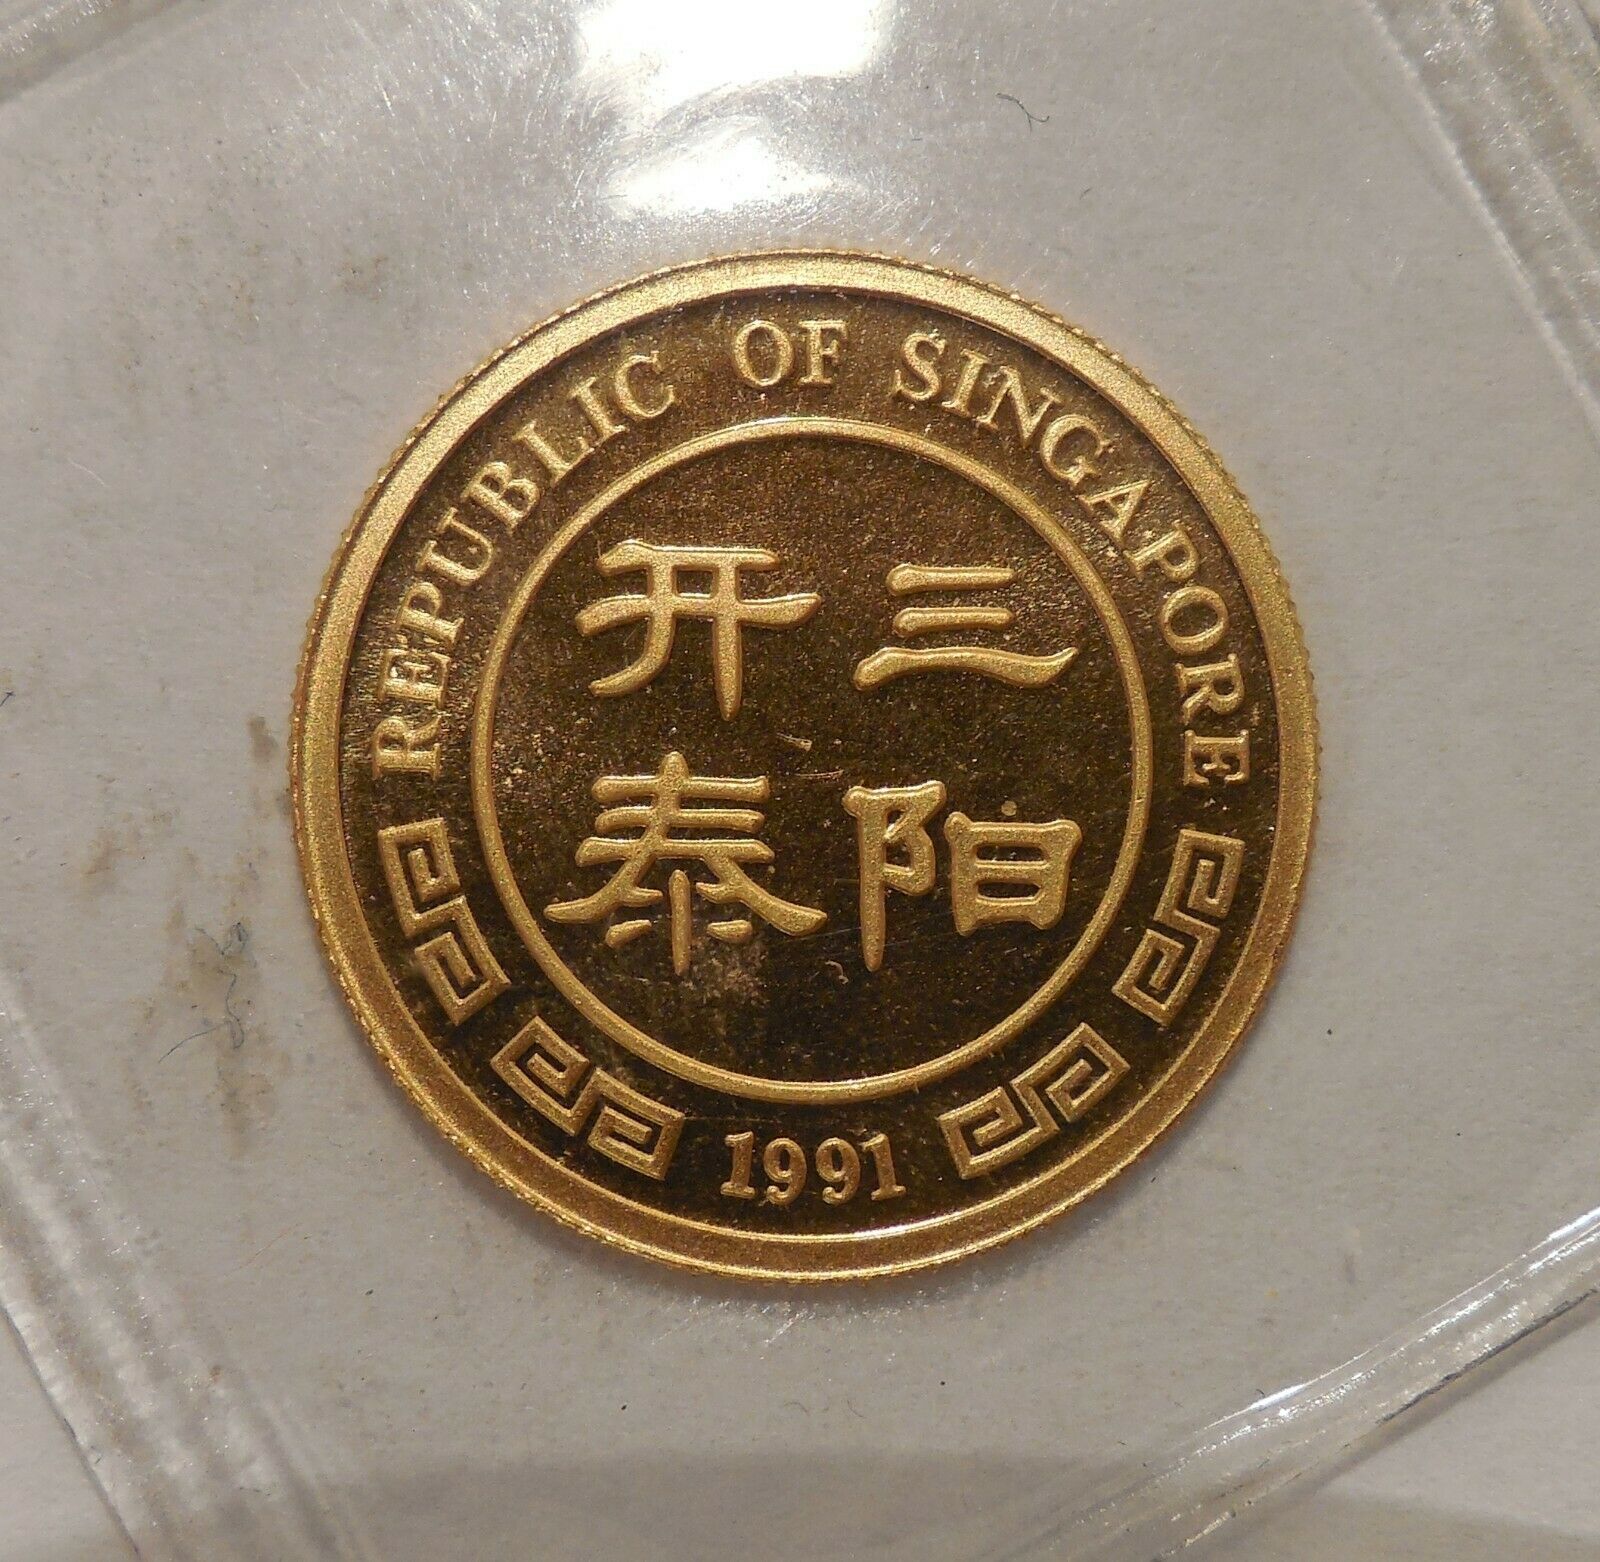 REPUBLIC OF SINGAPORE
三阳
开泰
1991